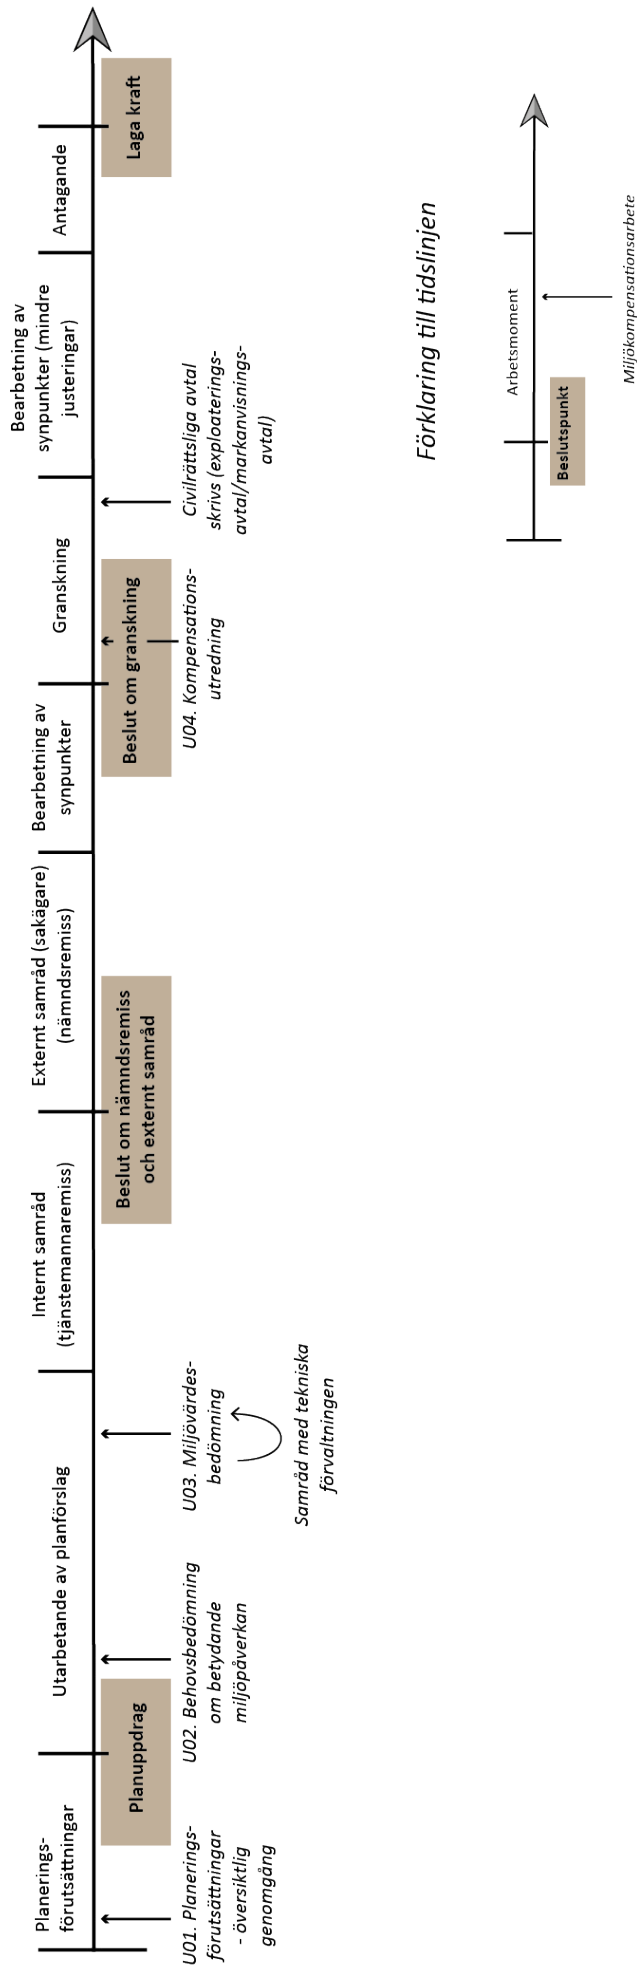 Planerings-
förutsättningar
Utarbetande av planförslag
Internt samråd
(tjänstemannaremiss)
Externt samråd (sakägare)
(nämndsremiss)
Bearbetning av
synpunkter
Granskning
Bearbetning av
synpunkter (mindre
justeringar)
Antagande
Planuppdrag
Beslut om nämndsremiss
och externt samråd
Beslut om granskning
Laga kraft
U01. Planerings-
förutsättningar
- översiktlig
genomgång
U02. Behovsbedömning
om betydande
miljöpåverkan
U03. Miljövärdes-
bedömning
Samråd med tekniska
förvaltningen
U04. Kompensations-
utredning
Civilrättsliga avtal
skrivs (exploaterings-
avtal/markanvisnings-
avtal)
Förklaring till tidslinjen
Arbetsmoment
Beslutspunkt
Miljökompensationsarbete